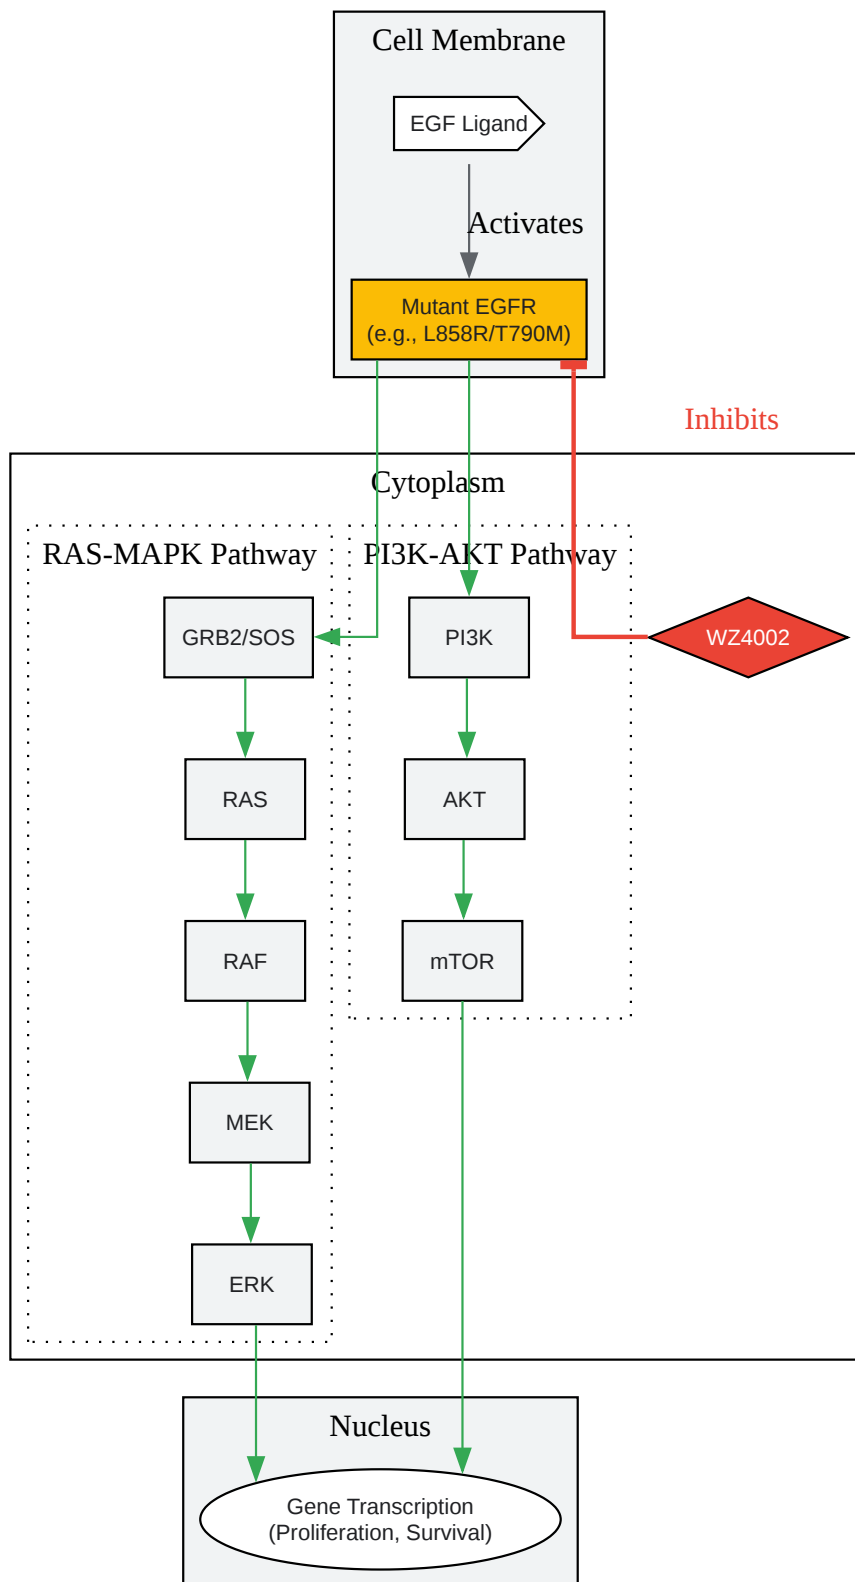 Cell Membrane
EGF Ligand
Activates
Mutant EGFR
(e.g., L858R/T790M)
Inhibits
Cytoplasm
RAS-MAPK Pathway
PI3K-AKT Pathway
GRB2/SOS
PI3K
WZ4002
RAS
AKT
RAF
mTOR
MEK
ERK
Nucleus
Gene Transcription
(Proliferation, Survival)